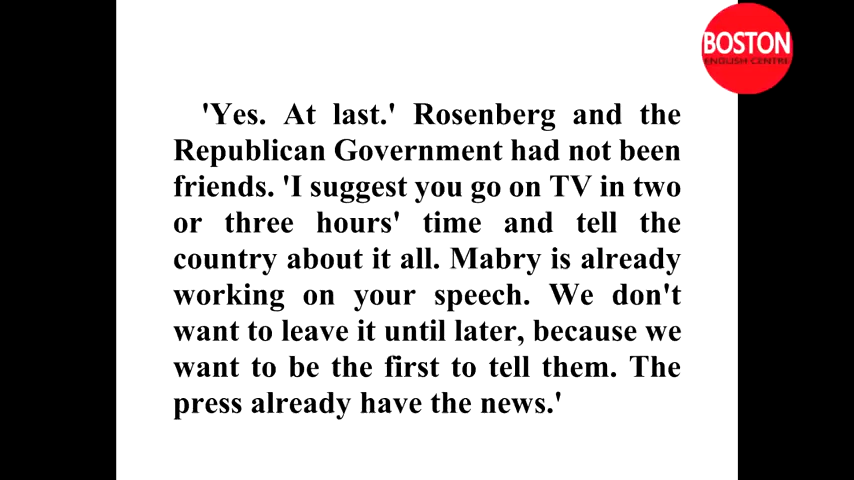 BOSTON
ENGLISH CENTRE
'Yes. At last.' Rosenberg and the
Republican Government had not been
friends. 'I suggest you go on TV in two
or three hours' time and tell the
country about it all. Mabry is already
working on your speech. We don't
want to leave it until later, because we
want to be the first to tell them. The
press already have the news.'